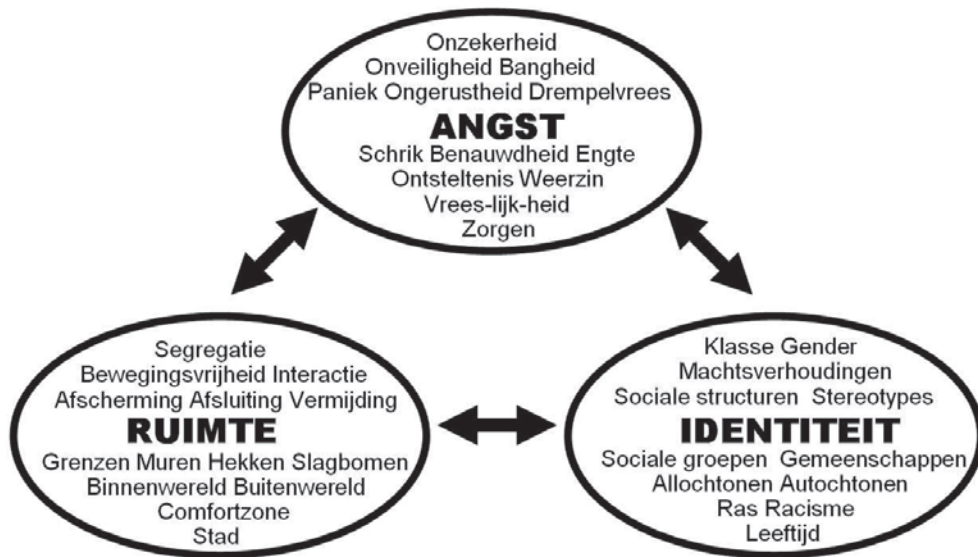 Onzekerheid
Onveiligheid Bangheid
Paniek Ongerustheid Drempelvrees
ANGST
Schrik Benauwdheid Engte
Ontsteltenis Weerzin
Vrees-lijk-heid
Zorgen
Segregatie
Bewegingsvrijheid Interactie
Afscherming Afsluiting Vermijding
RUIMTE
Grenzen Muren Hekken Slagbomen
Binnenwereld Buitenwereld
Comfortzone
Stad
Klasse Gender
Machtsverhoudingen
Sociale structuren Stereotypes
IDENTITEIT
Sociale groepen Gemeenschappen
Allochtonen Autochtonen
Ras Racisme
Leeftijd